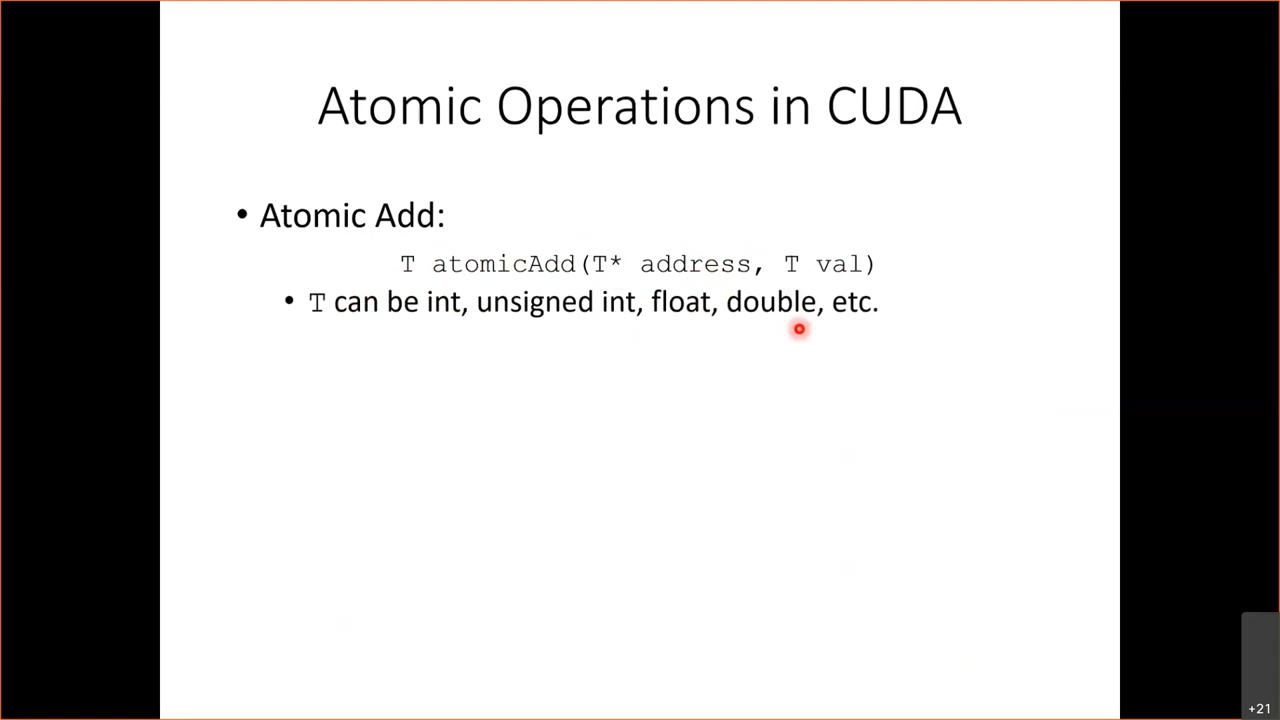 Atomic Operations in CUDA
• Atomic Add:
T atomicAdd(T* address, T val)
• T can be int, unsigned int, float, double, etc.
+21